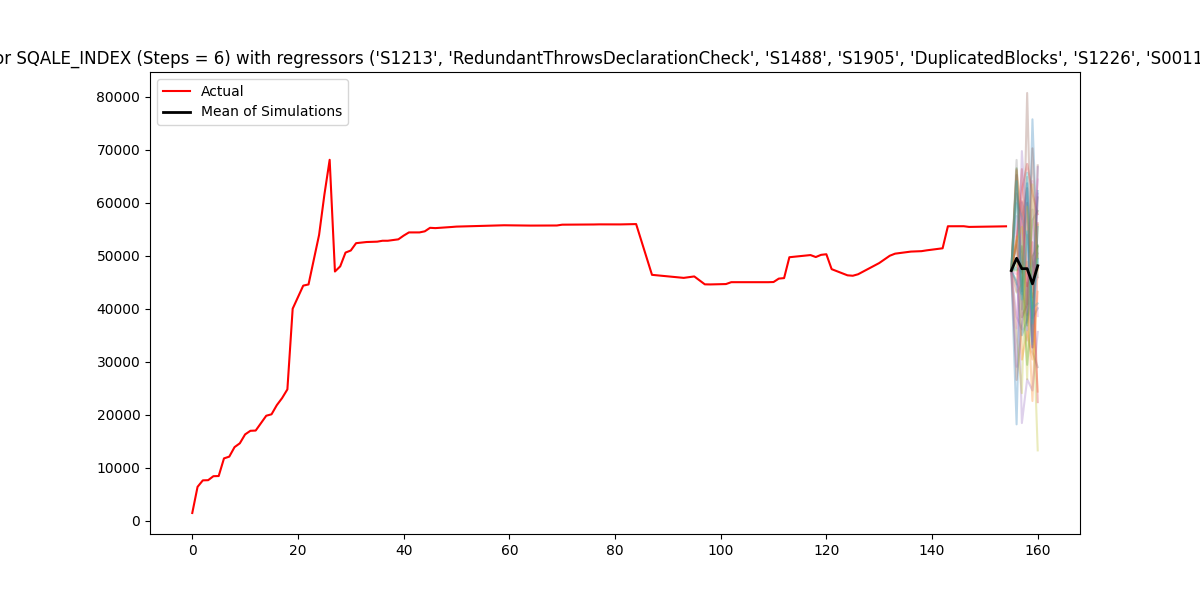 or SQALE_INDEX (Steps = 6) with regressors ('S1213', 'RedundantThrowsDeclarationCheck', 'S1488', 'S1905', 'DuplicatedBlocks', 'S1226', 'S0011
Actual
Mean of Simulations
80000
70000
60000
50000
40000
30000
20000
10000
0
0 20 40 60 80 100 120 140 160